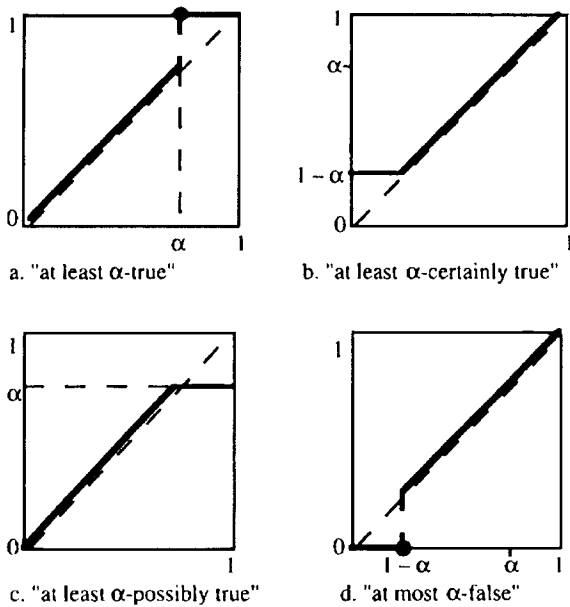 1
0
α
1
a. "at least α-true"
1
α
1 – α
0
1
b. "at least α-certainly true"
1
α
0
1
c. "at least α-possibly true"
1
0
1 – α
α
1
d. "at most α-false"